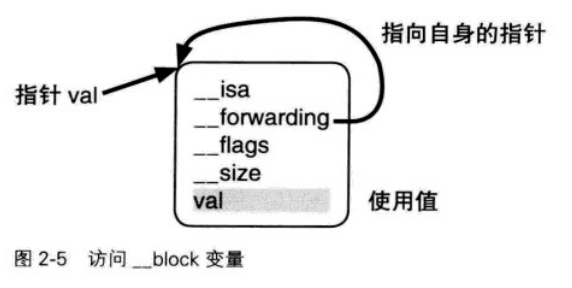 指向自身的指针
指针 val
__isa
__forwarding
__flags
__size
val
使用值
图 2-5 访问 __block 变量